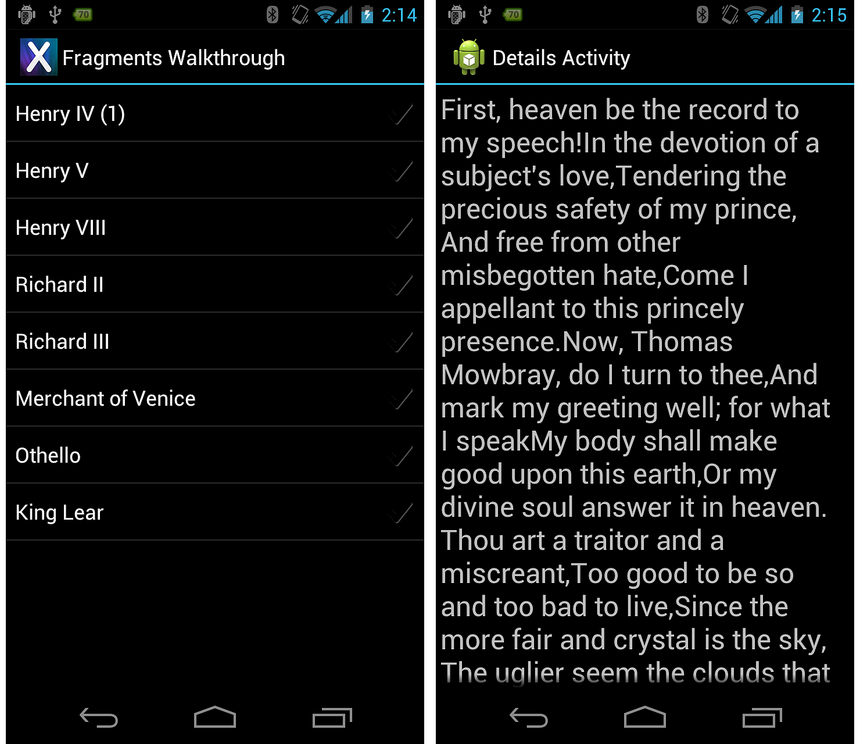 70
2:14
Fragments Walkthrough
Henry IV (1)
Henry V
Henry VIII
Richard II
Richard III
Merchant of Venice
Othello
King Lear
70
2:15
Details Activity
First, heaven be the record to
my speech!In the devotion of a
subject's love,Tendering the
precious safety of my prince,
And free from other
misbegotten hate,Come I
appellant to this princely
presence.Now, Thomas
Mowbray, do I turn to thee,And
mark my greeting well; for what
I speakMy body shall make
good upon this earth,Or my
divine soul answer it in heaven.
Thou art a traitor and a
miscreant,Too good to be so
and too bad to live,Since the
more fair and crystal is the sky,
The uglier seem the clouds that